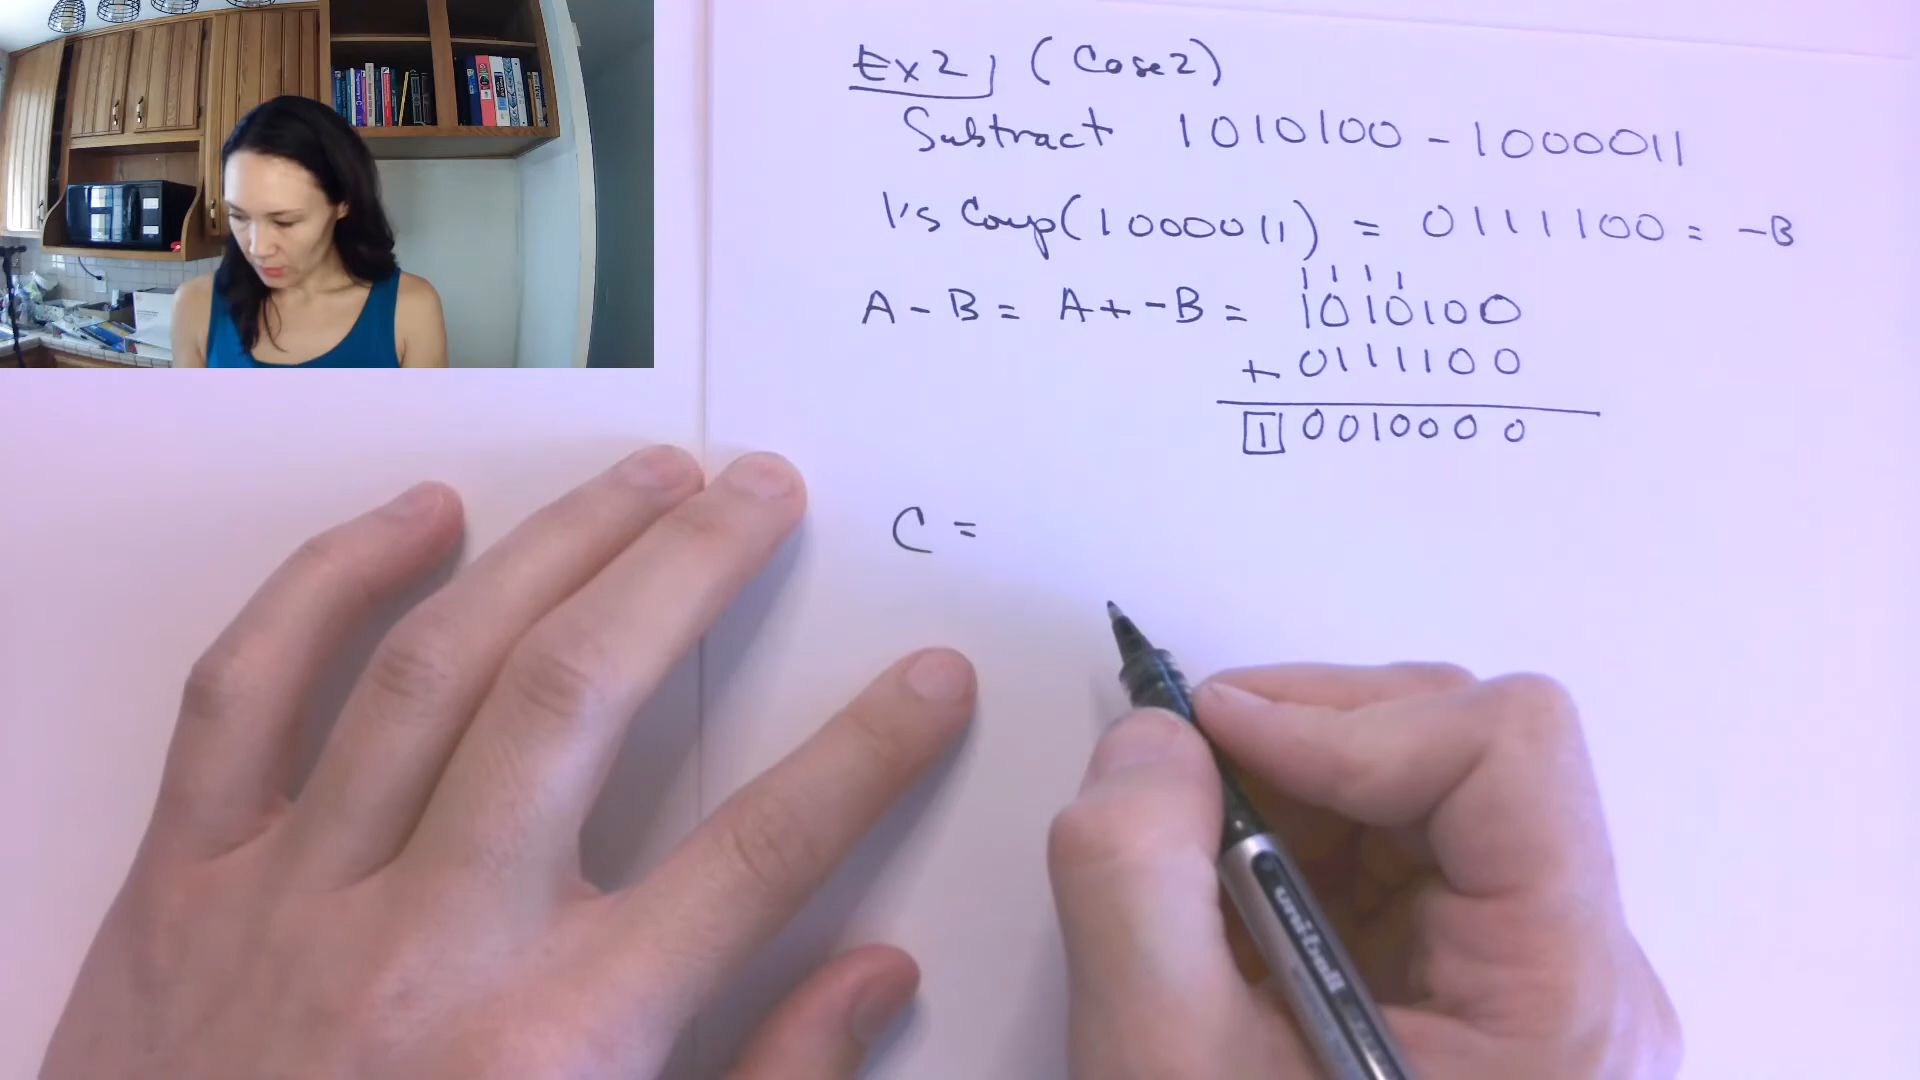 Ex 2 (Case 2)
Subtract 1010100 - 1000011
1's Comp(1000011) = 0111100 = -B
1 1 1 1
A - B = A + -B = 1010100
+ 0111100
1 0010000
C =
uniball